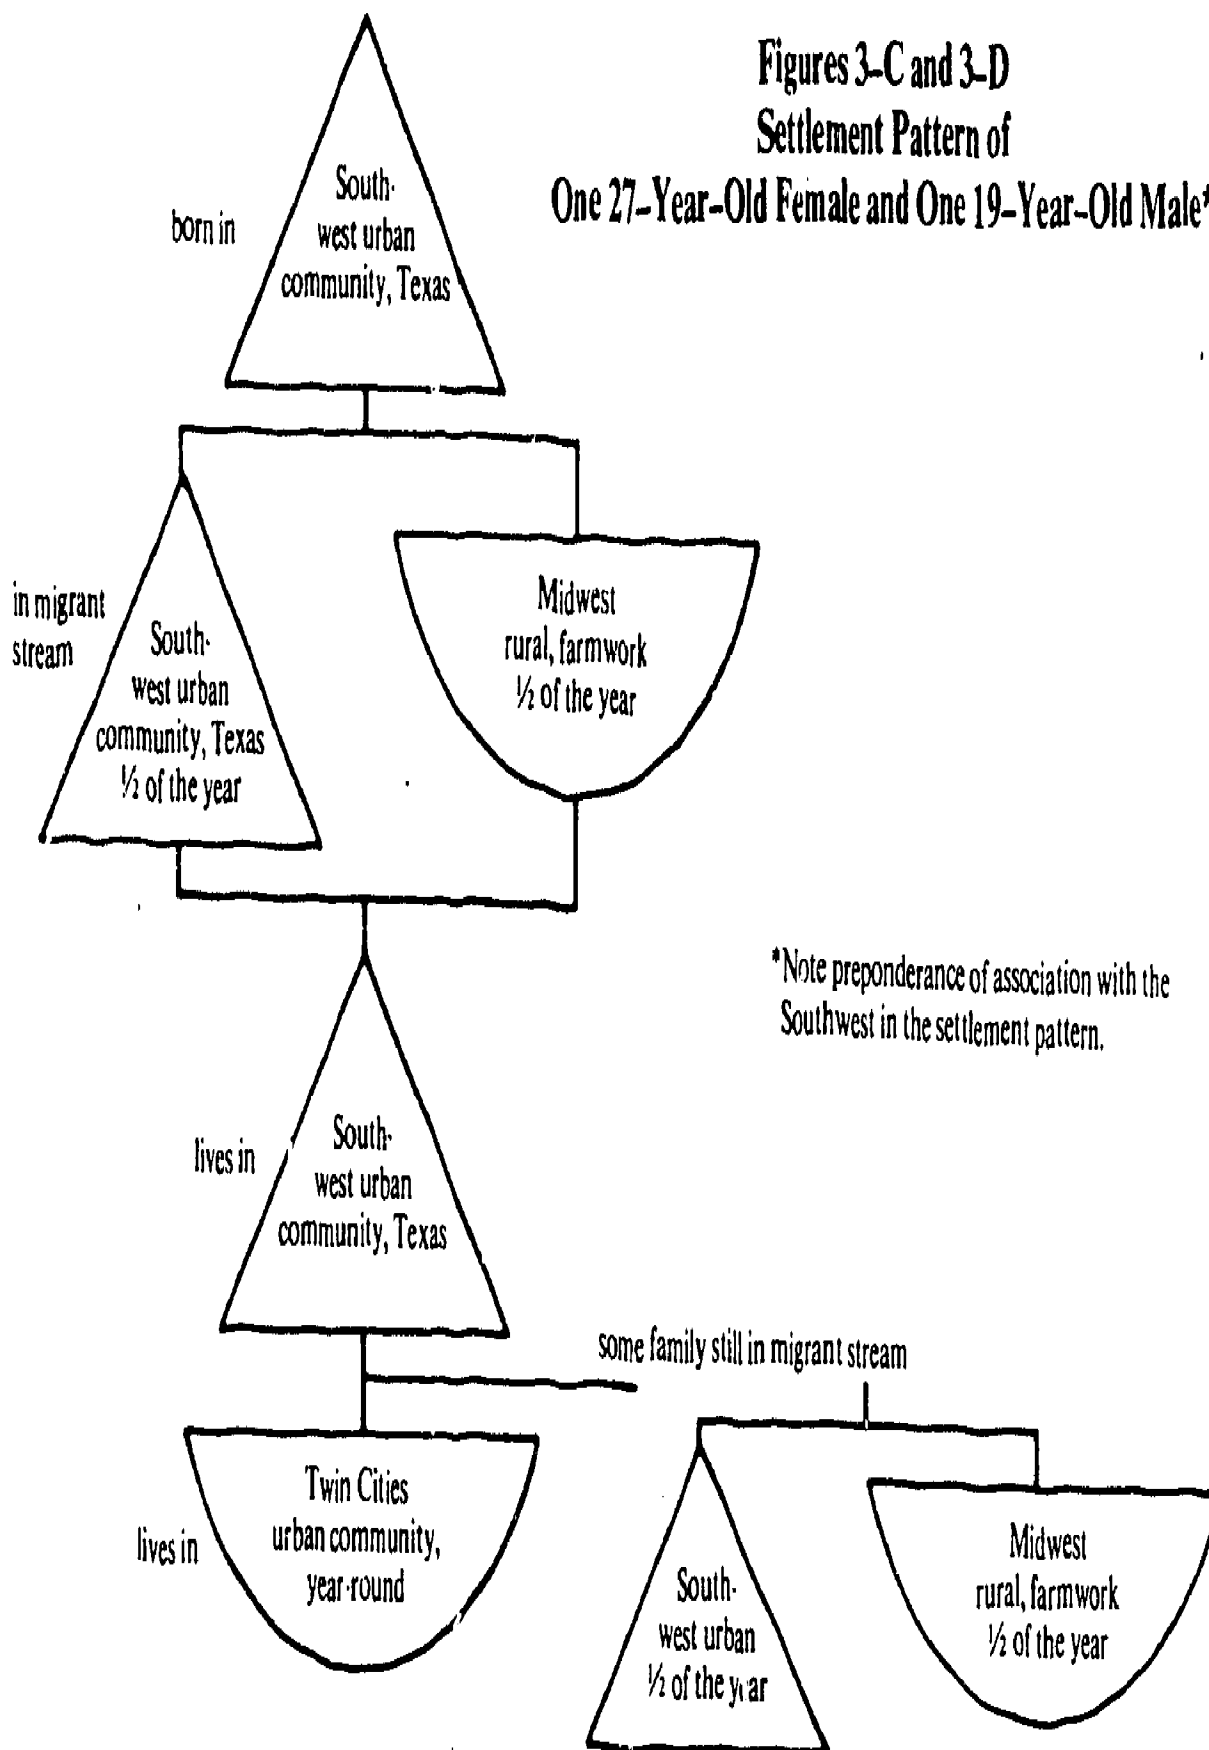 Figures 3-C and 3-D
Settlement Pattern of
One 27-Year-Old Female and One 19-Year-Old Male*
born in
South-
west urban
community, Texas
in migrant
stream
South-
west urban
community, Texas
½ of the year
Midwest
rural, farmwork
½ of the year
*Note preponderance of association with the
Southwest in the settlement pattern.
lives in
South-
west urban
community, Texas
some family still in migrant stream
lives in
Twin Cities
urban community,
year-round
South-
west urban
½ of the year
Midwest
rural, farmwork
½ of the year